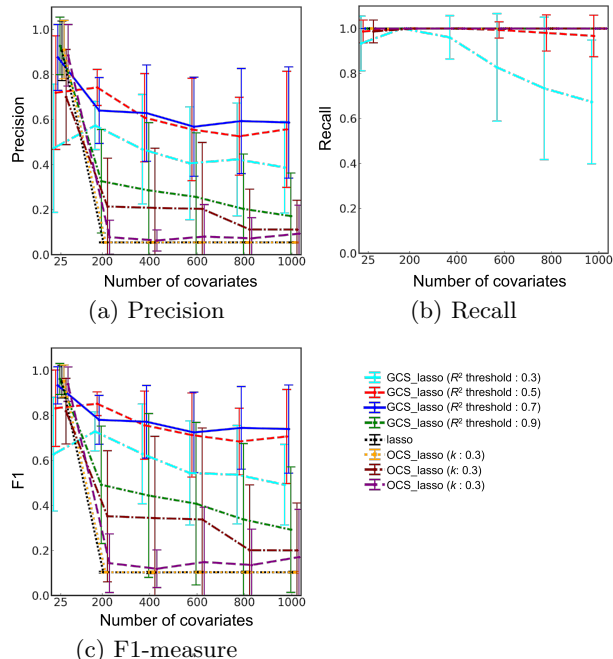 1.0
0.8
0.6
0.4
0.2
0.0
Precision
25 200 400 600 800 1000
Number of covariates
(a) Precision
1.0
0.8
0.6
0.4
0.2
0.0
Recall
25 200 400 600 800 1000
Number of covariates
(b) Recall
1.0
0.8
0.6
0.4
0.2
0.0
F1
25 200 400 600 800 1000
Number of covariates
(c) F1-measure
GCS_lasso (R² threshold : 0.3)
GCS_lasso (R² threshold : 0.5)
GCS_lasso (R² threshold : 0.7)
GCS_lasso (R² threshold : 0.9)
lasso
OCS_lasso (k : 0.3)
OCS_lasso (k: 0.3)
OCS_lasso (k : 0.3)